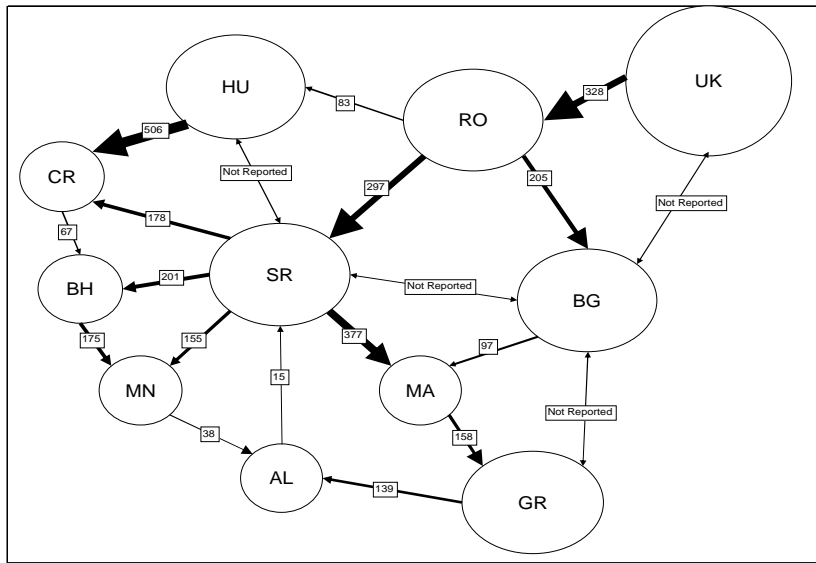 UK
HU
RO
328
83
506
Not Reported
CR
297
205
178
Not Reported
67
SR
201
BH
Not Reported
BG
175
155
377
97
MN
MA
15
Not Reported
38
158
AL
139
GR